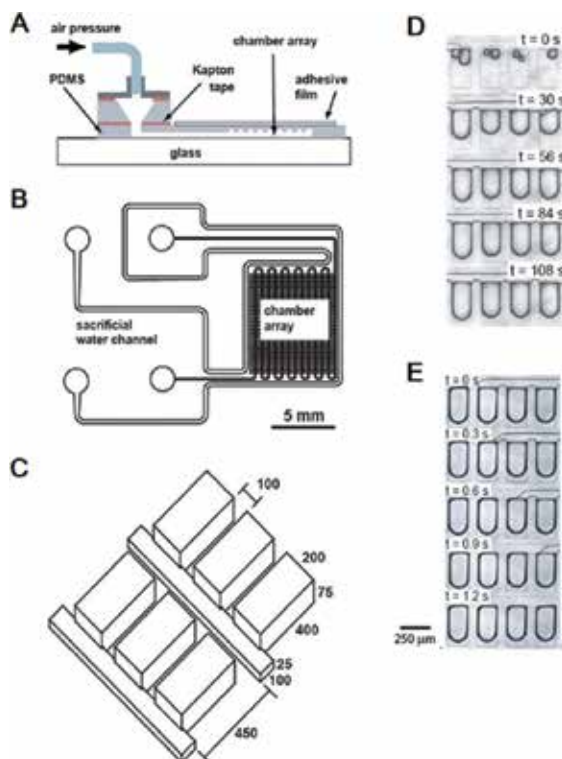 A
air pressure
chamber array
Kapton
tape
adhesive
film
PDMS
glass
B
sacrificial
water channel
chamber
array
5 mm
C
100
200
75
400
25
100
450
D
t = 0 s
t = 30 s
t = 56 s
t = 84 s
t = 108 s
E
t = 0 s
t = 0.3 s
t = 0.6 s
t = 0.9 s
t = 1.2 s
250 μm